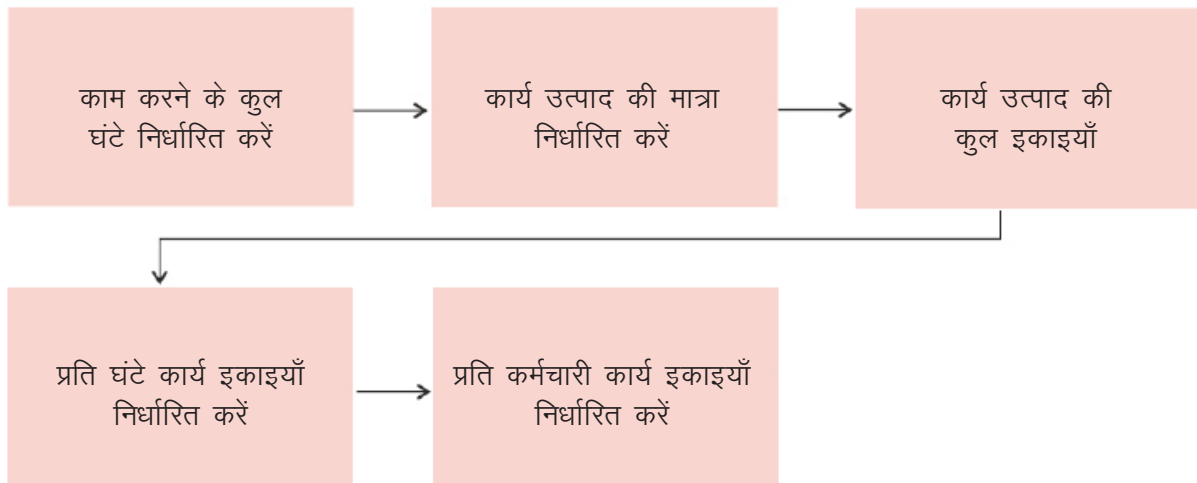 काम करने के कुल
घंटे निर्धारित करें
कार्य उत्पाद की मात्रा
निर्धारित करें
कार्य उत्पाद की
कुल इकाइयाँ
प्रति घंटे कार्य इकाइयाँ
निर्धारित करें
प्रति कर्मचारी कार्य इकाइयाँ
निर्धारित करें